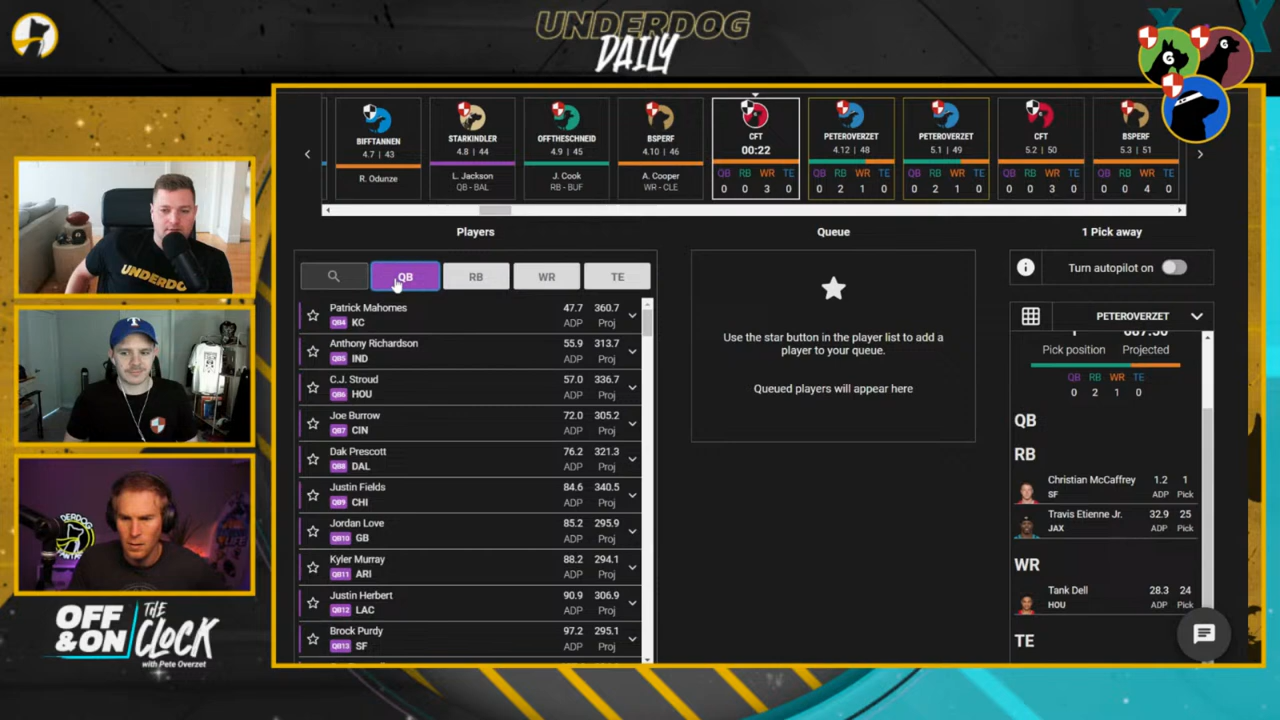 UNDERDOG
DAILY
BIFFTANNEN
4.7 | 43
R. Odunze
STARKINDLER
4.8 | 44
L. Jackson
QB - BAL
OFFTHESCHNEID
4.9 | 45
J. Cook
RB - BUF
BSPERF
4.10 | 46
A. Cooper
WR - CLE
CFT
00:22
QB RB WR TE
0 0 3 0
PETEROVERZET
4.12 | 48
QB RB WR TE
0 2 1 0
PETEROVERZET
5.1 | 49
QB RB WR TE
0 2 1 0
CFT
5.2 | 50
QB RB WR TE
0 0 3 0
BSPERF
5.3 | 51
QB RB WR TE
0 0 4 0
Players
Queue
1 Pick away
QB
RB
WR
TE
Patrick Mahomes 47.7 360.7
QB4 KC ADP Proj
Anthony Richardson 55.9 313.7
QB5 IND ADP Proj
C.J. Stroud 57.0 336.7
QB6 HOU ADP Proj
Joe Burrow 72.0 305.2
QB7 CIN ADP Proj
Dak Prescott 76.2 321.3
QB8 DAL ADP Proj
Justin Fields 84.6 340.5
QB9 CHI ADP Proj
Jordan Love 85.2 295.9
QB10 GB ADP Proj
Kyler Murray 88.2 294.1
QB11 ARI ADP Proj
Justin Herbert 90.9 306.9
QB12 LAC ADP Proj
Brock Purdy 97.2 295.1
QB13 SF ADP Proj
Use the star button in the player list to add a
player to your queue.
Queued players will appear here
Turn autopilot on
PETEROVERZET
Pick position Projected
QB RB WR TE
0 2 1 0
QB
RB
Christian McCaffrey 1.2 1
SF ADP Pick
Travis Etienne Jr. 32.9 25
JAX ADP Pick
WR
Tank Dell 28.3 24
HOU ADP Pick
TE
UNDERDOG
OFF
&ON
THE
CLOCK
with Pete Overzet